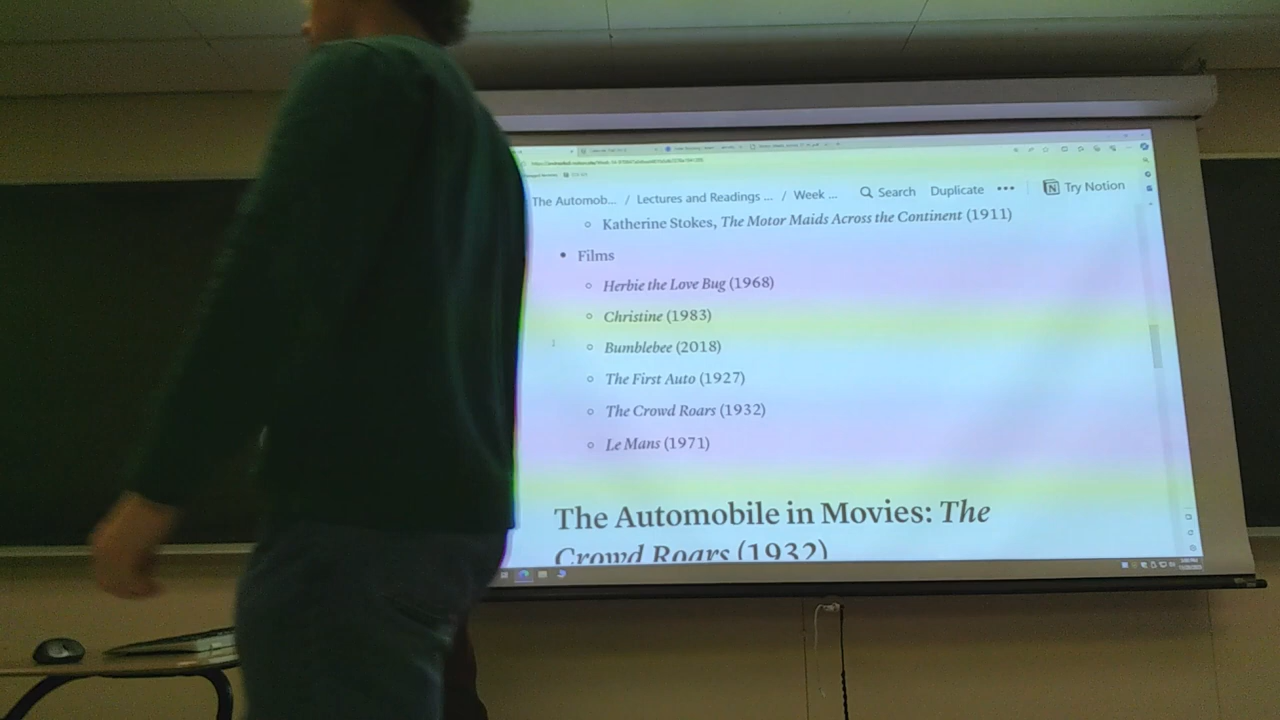 The Automob... / Lectures and Readings ... / Week ... Search Duplicate ••• Try Notion
Katherine Stokes, The Motor Maids Across the Continent (1911)
Films
Herbie the Love Bug (1968)
Christine (1983)
Bumblebee (2018)
The First Auto (1927)
The Crowd Roars (1932)
Le Mans (1971)
The Automobile in Movies: The
Crowd Roars (1932)